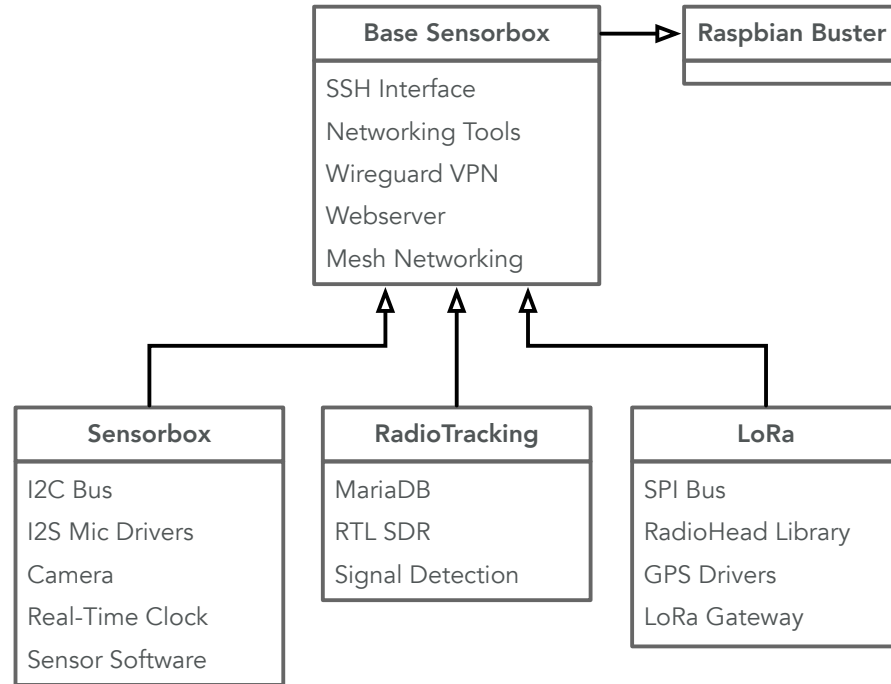 Base Sensorbox
SSH Interface
Networking Tools
Wireguard VPN
Webserver
Mesh Networking
Raspbian Buster
Sensorbox
I2C Bus
I2S Mic Drivers
Camera
Real-Time Clock
Sensor Software
RadioTracking
MariaDB
RTL SDR
Signal Detection
LoRa
SPI Bus
RadioHead Library
GPS Drivers
LoRa Gateway